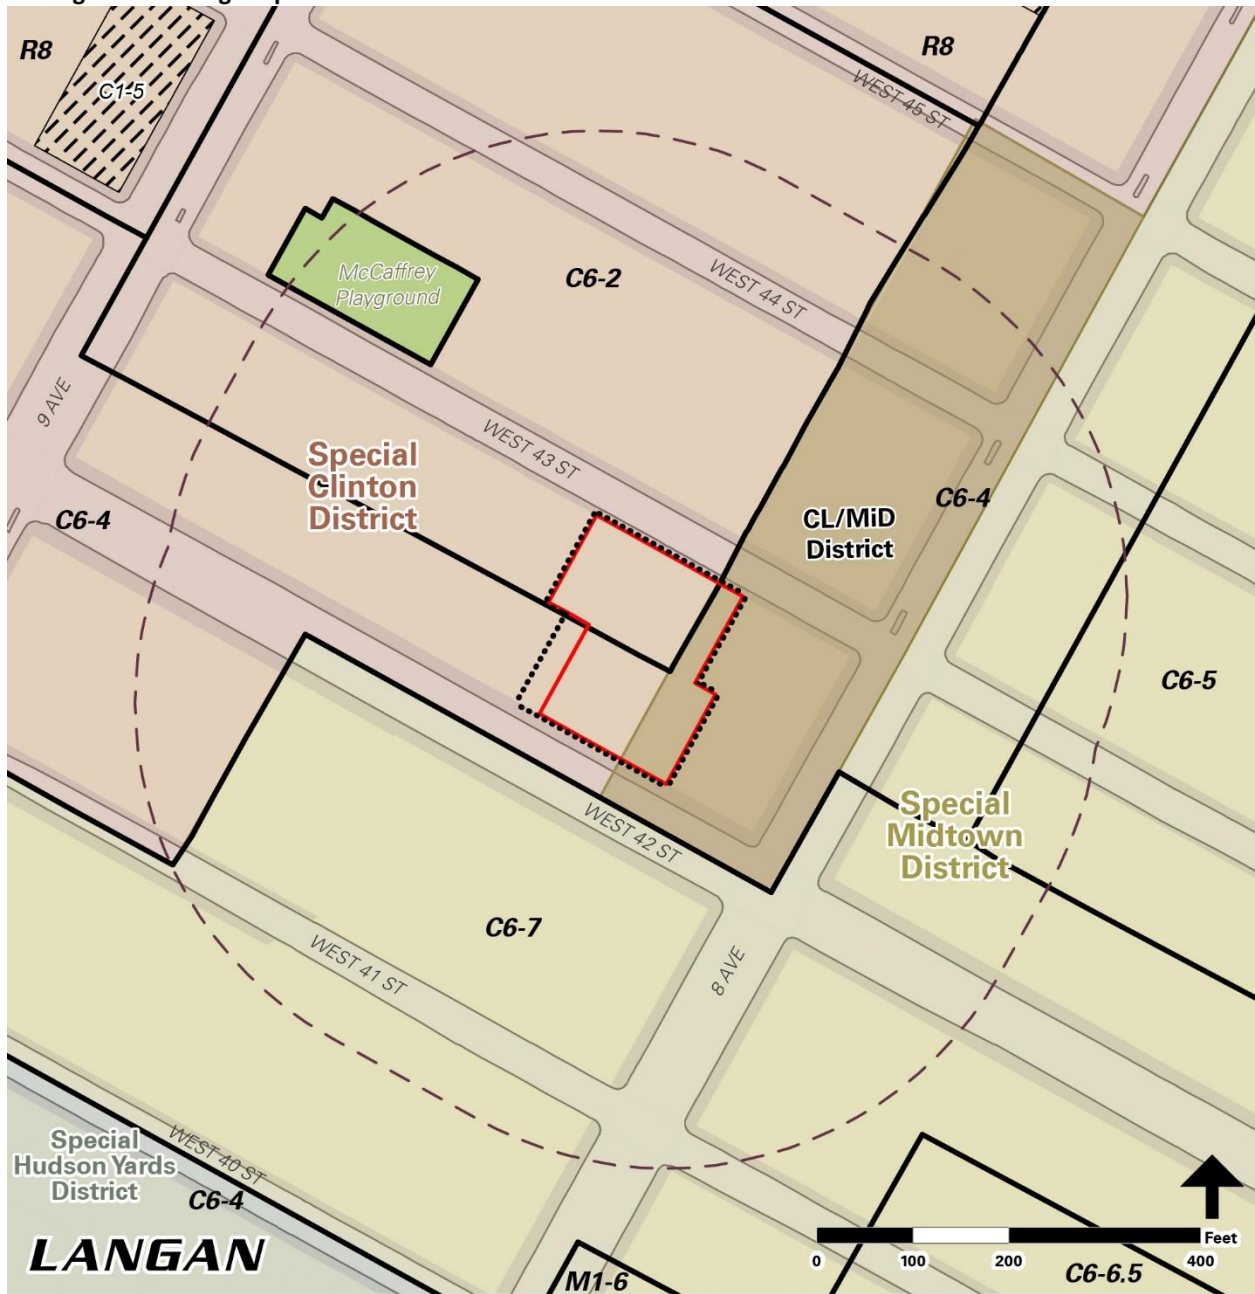 R8
R8
C1-5
WEST 45 ST
McCaffrey
Playground
C6-2
WEST 44 ST
9 AVE
WEST 43 ST
Special
Clinton
District
C6-4
C6-4
CL/MiD
District
C6-5
Special
Midtown
District
WEST 42 ST
C6-7
WEST 41 ST
8 AVE
Special
Hudson Yards
District
WEST 40 ST
C6-4
LANGAN
Feet
0 100 200 400
M1-6
C6-6.5